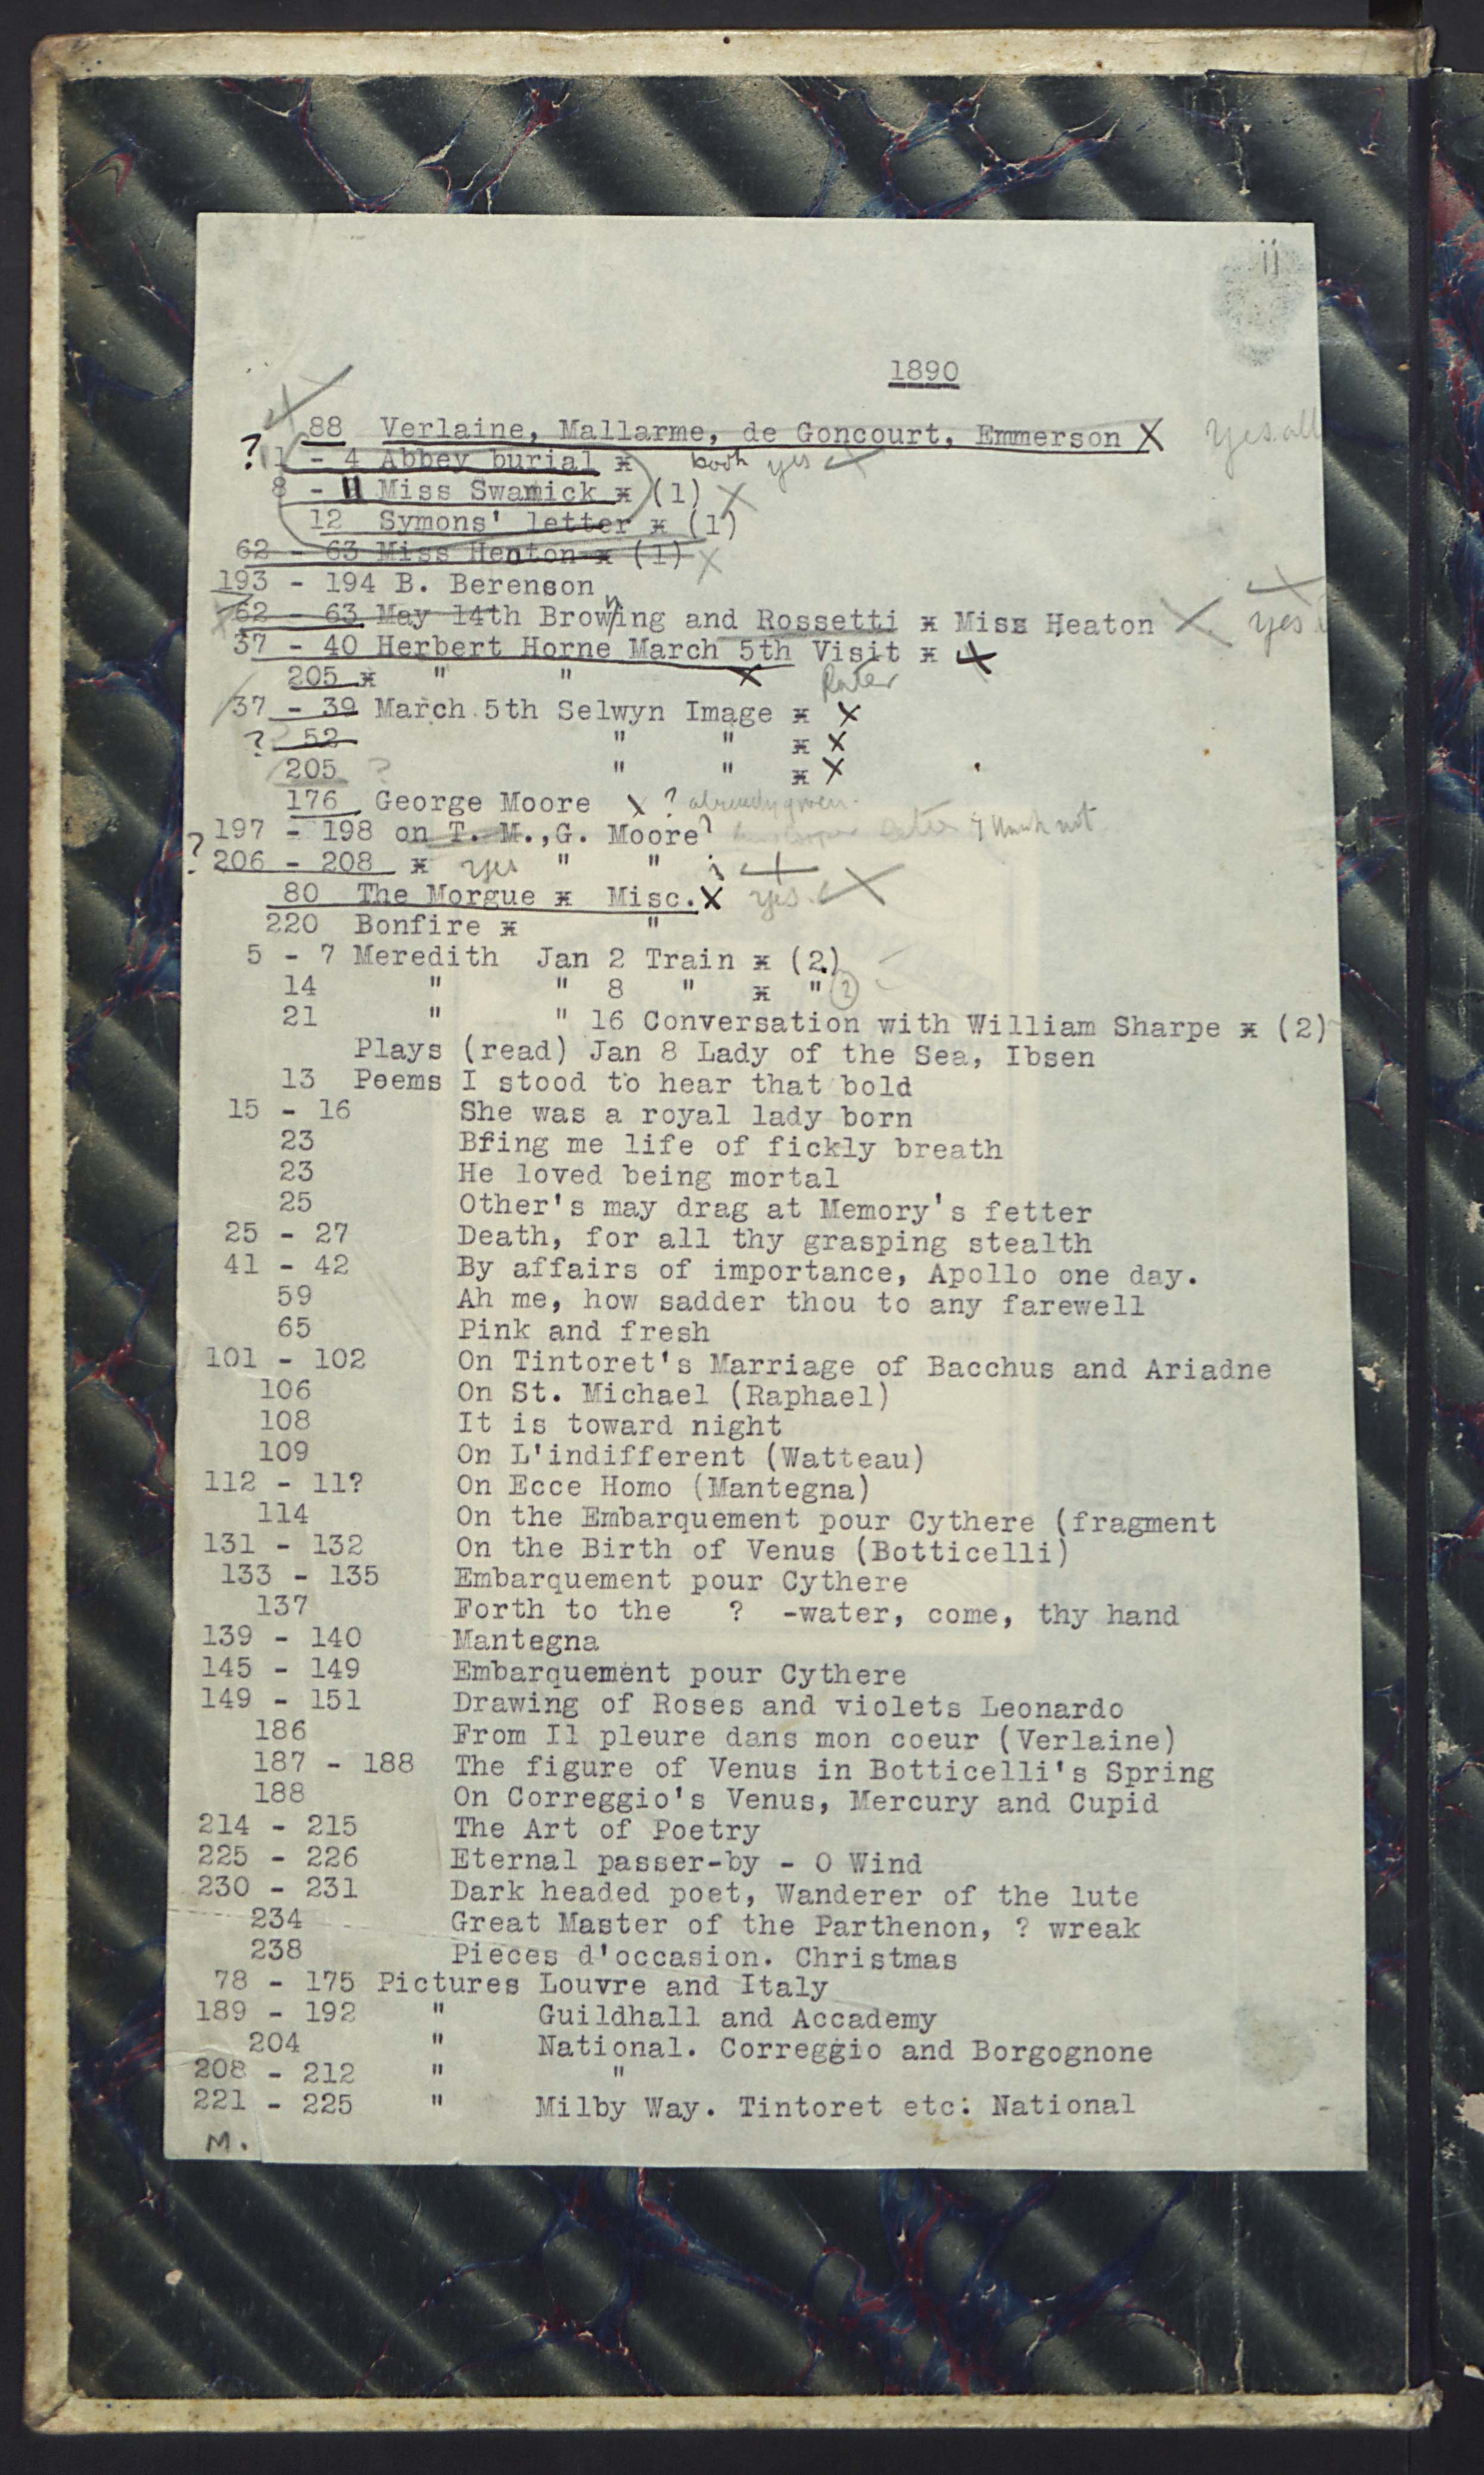 ii
1890
88 Verlaine, Mallarme, de Goncourt, Emmerson X yes all
? 1 - 4 Abbey burial x book yes X
8 - 11 Miss Swanick x (1) X
12 Symons' letter x (1)
62 - 63 Miss Henton x (1) X
193 - 194 B. Berenson
62 - 63 May 14th Browning and Rossetti x Miss Heaton X yes
37 - 40 Herbert Horne March 5th Visit x X
205 x " " X later
37 - 39 March 5th Selwyn Image x X
? 52 " " x X
205 ? " " x X
176 George Moore X ? already given.
197 - 198 on T. M.,G. Moore ? later I think not
? 206 - 208 x yes " " X
80 The Morgue x Misc. X yes. X
220 Bonfire x "
5 - 7 Meredith Jan 2 Train x (2)
14 " " 8 " x " (2)
21 " " 16 Conversation with William Sharpe x (2)
Plays (read) Jan 8 Lady of the Sea, Ibsen
13 Poems I stood to hear that bold
15 - 16 She was a royal lady born
23 Bring me life of fickly breath
23 He loved being mortal
25 Other's may drag at Memory's fetter
25 - 27 Death, for all thy grasping stealth
41 - 42 By affairs of importance, Apollo one day.
59 Ah me, how sadder thou to any farewell
65 Pink and fresh
101 - 102 On Tintoret's Marriage of Bacchus and Ariadne
106 On St. Michael (Raphael)
108 It is toward night
109 On L'indifferent (Watteau)
112 - 11? On Ecce Homo (Mantegna)
114 On the Embarquement pour Cythere (fragment
131 - 132 On the Birth of Venus (Botticelli)
133 - 135 Embarquement pour Cythere
137 Forth to the ? -water, come, thy hand
139 - 140 Mantegna
145 - 149 Embarquement pour Cythere
149 - 151 Drawing of Roses and violets Leonardo
186 From Il pleure dans mon coeur (Verlaine)
187 - 188 The figure of Venus in Botticelli's Spring
188 On Correggio's Venus, Mercury and Cupid
214 - 215 The Art of Poetry
225 - 226 Eternal passer-by - O Wind
230 - 231 Dark headed poet, Wanderer of the lute
234 Great Master of the Parthenon, ? wreak
238 Pieces d'occasion. Christmas
78 - 175 Pictures Louvre and Italy
189 - 192 " Guildhall and Accademy
204 " National. Correggio and Borgognone
208 - 212 " "
221 - 225 " Milby Way. Tintoret etc: National
M.